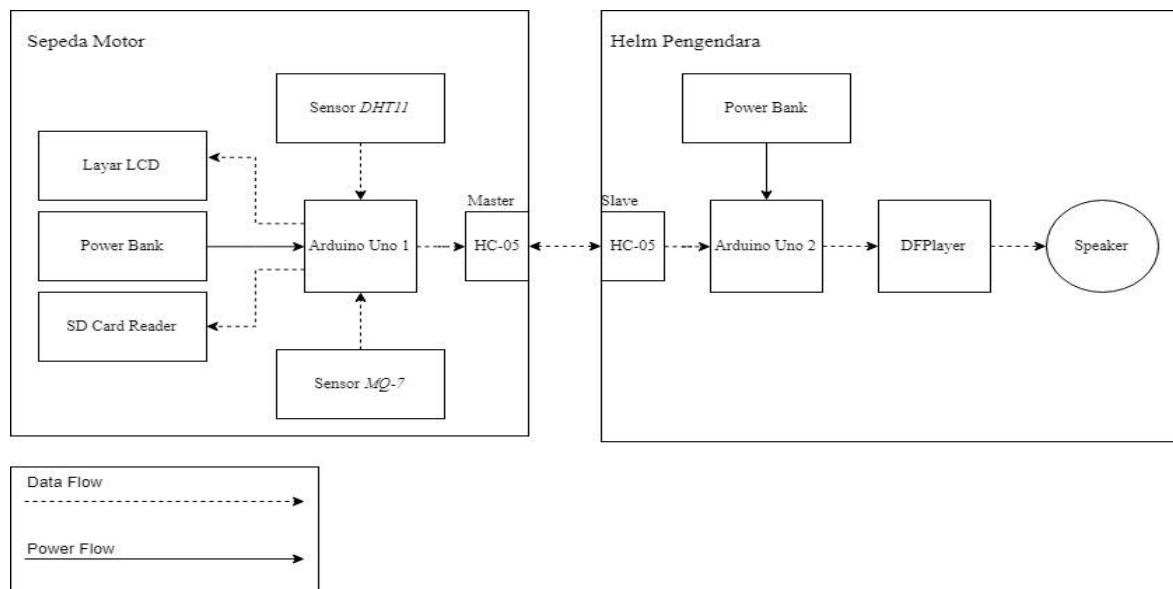 Sepeda Motor
Sensor DHT11
Layar LCD
Power Bank
SD Card Reader
Arduino Uno 1
Sensor MQ-7
Master
HC-05
Helm Pengendara
Power Bank
Slave
HC-05
Arduino Uno 2
DFPlayer
Speaker
Data Flow
Power Flow